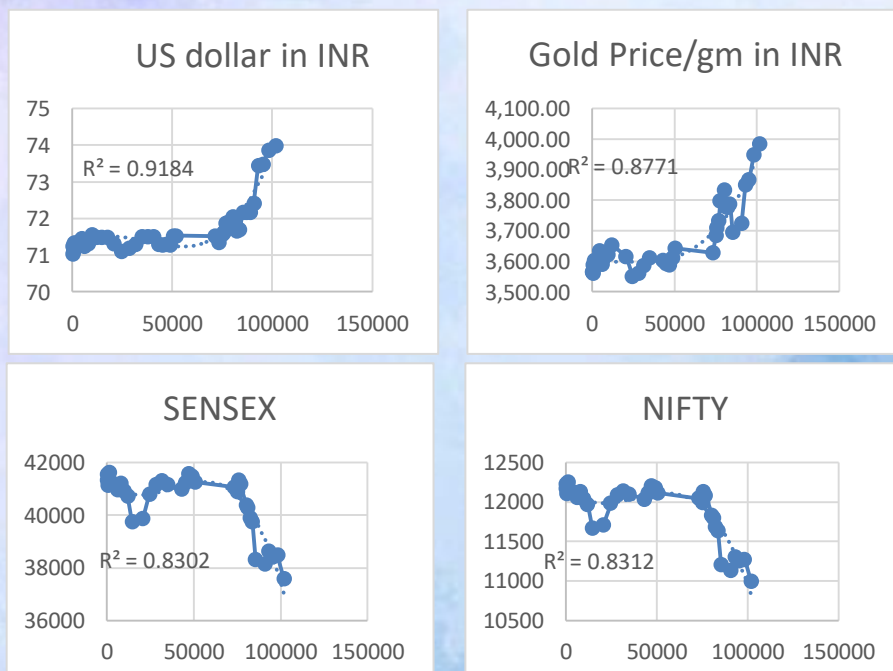 US dollar in INR
75
74
73
72
71
70
R² = 0.9184
0 50000 100000 150000
Gold Price/gm in INR
4,100.00
4,000.00
3,900.00
3,800.00
3,700.00
3,600.00
3,500.00
R² = 0.8771
0 50000 100000 150000
SENSEX
42000
40000
38000
36000
R² = 0.8302
0 50000 100000 150000
NIFTY
12500
12000
11500
11000
10500
R² = 0.8312
0 50000 100000 150000